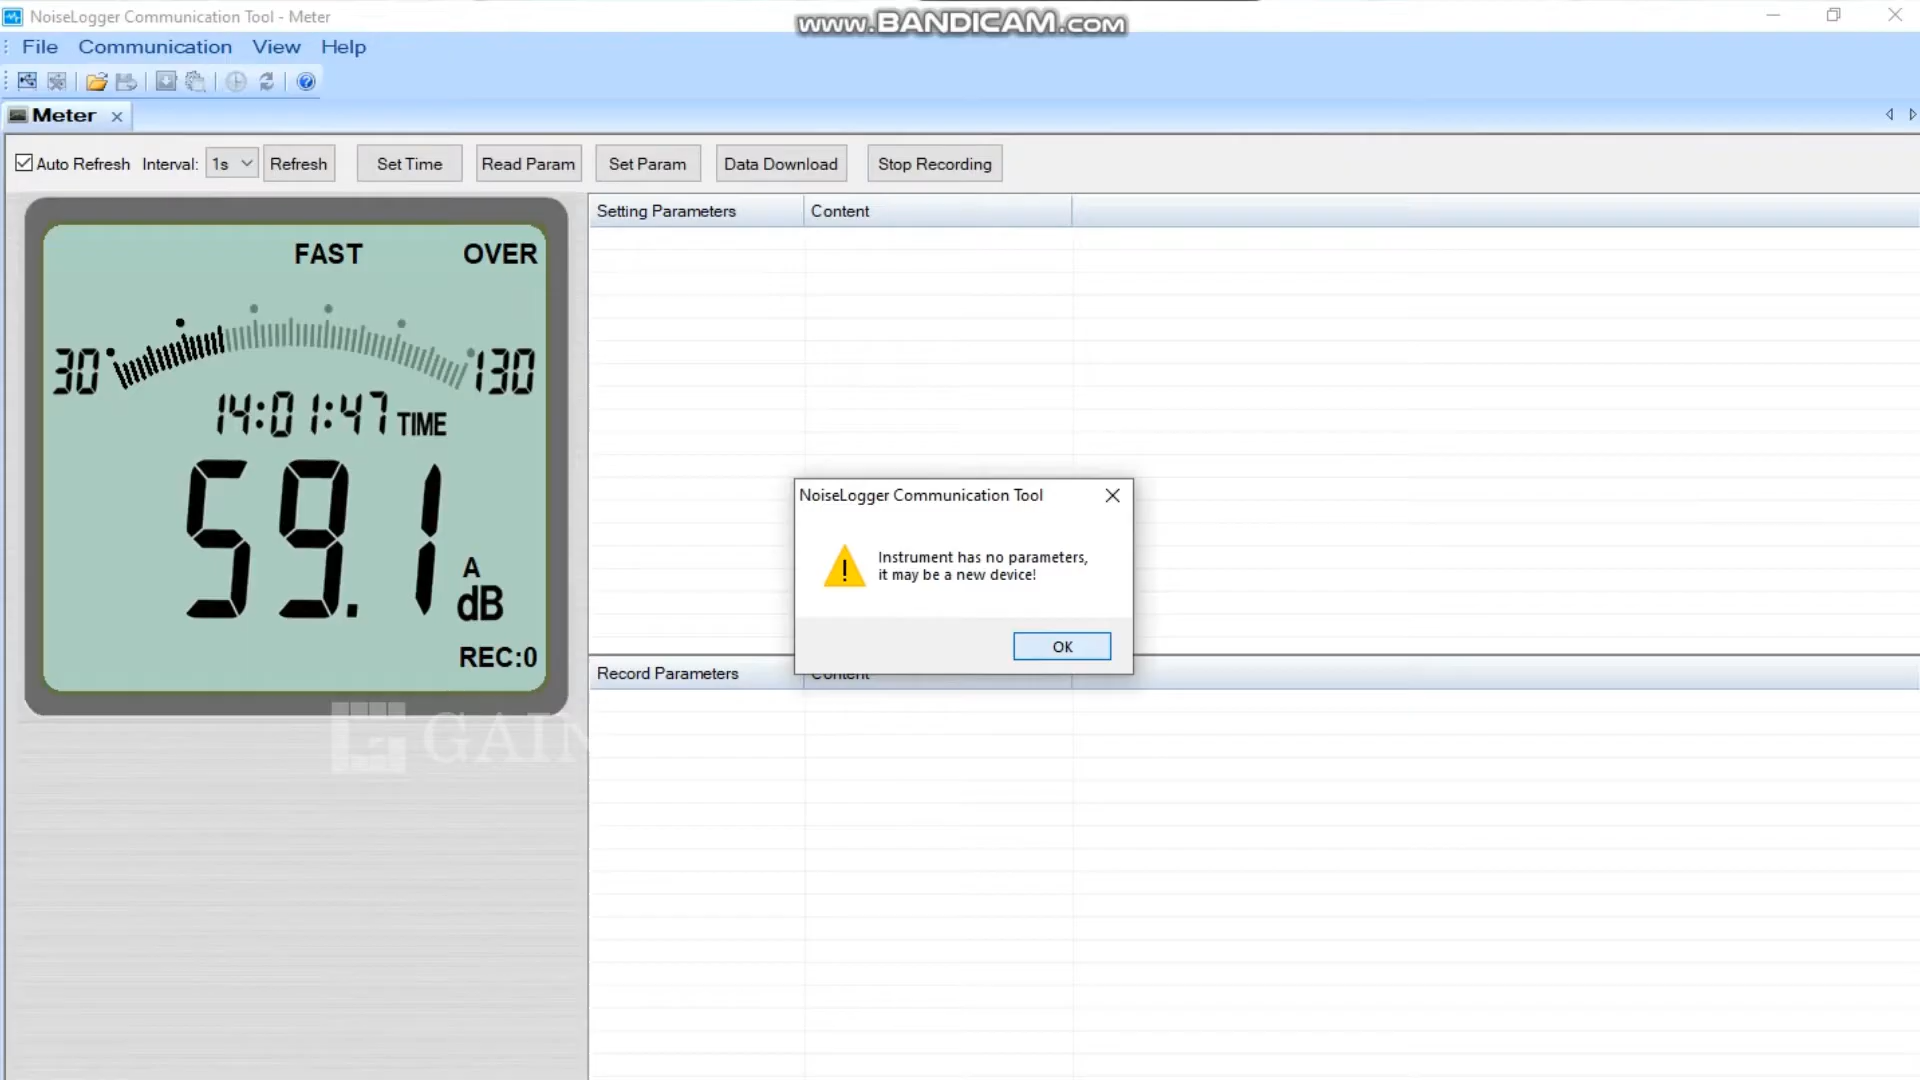 NoiseLogger Communication Tool - Meter
www.BANDICAM.com
File Communication View Help
Meter
Auto Refresh Interval: 1s Refresh Set Time Read Param Set Param Data Download Stop Recording
Setting Parameters Content
FAST OVER
30 130
14:01:47 TIME
59.1 A dB
REC:0
NoiseLogger Communication Tool
Instrument has no parameters,
it may be a new device!
OK
Record Parameters Content
GAIN